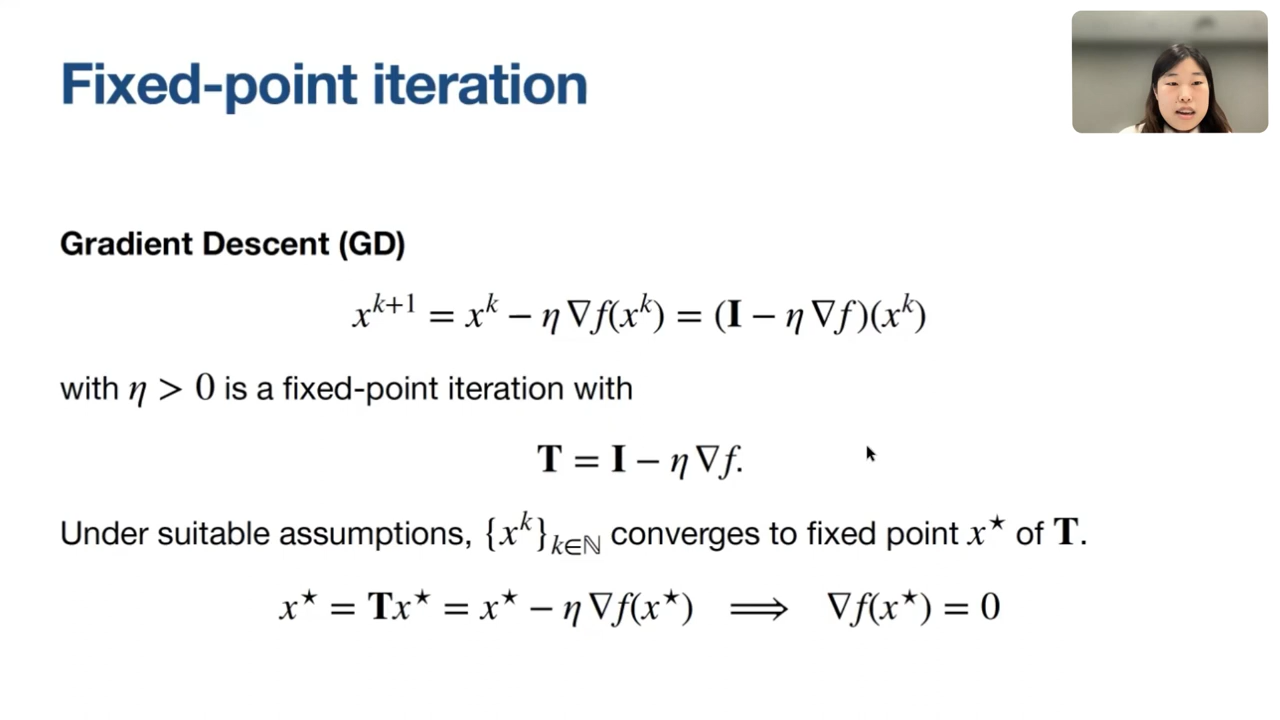 Fixed-point iteration
Gradient Descent (GD)
x^{k+1} = x^k − η ∇f(x^k) = (I − η ∇f)(x^k)
with η > 0 is a fixed-point iteration with
T = I − η ∇f.
Under suitable assumptions, {x^k}_{k∈ℕ} converges to fixed point x^⋆ of T.
x^⋆ = Tx^⋆ = x^⋆ − η ∇f(x^⋆) ⟹ ∇f(x^⋆) = 0